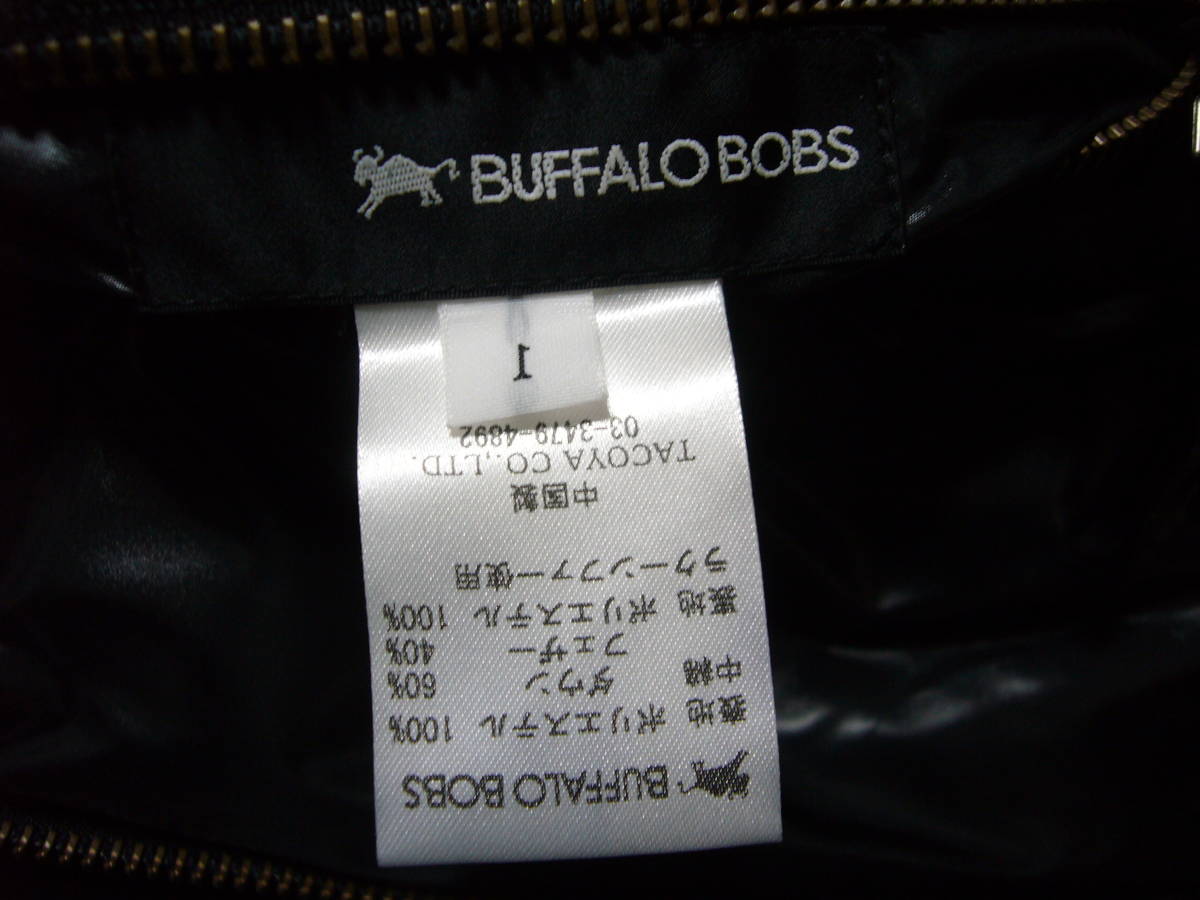 BUFFALO BOBS
1
BUFFALO BOBS
表地 ポリエステル 100%
中綿 ダウン 60%
フェザー 40%
裏地 ポリエステル 100%
ラクーンファー使用
中国製
TACOYA CO.,LTD.
03-3479-4892